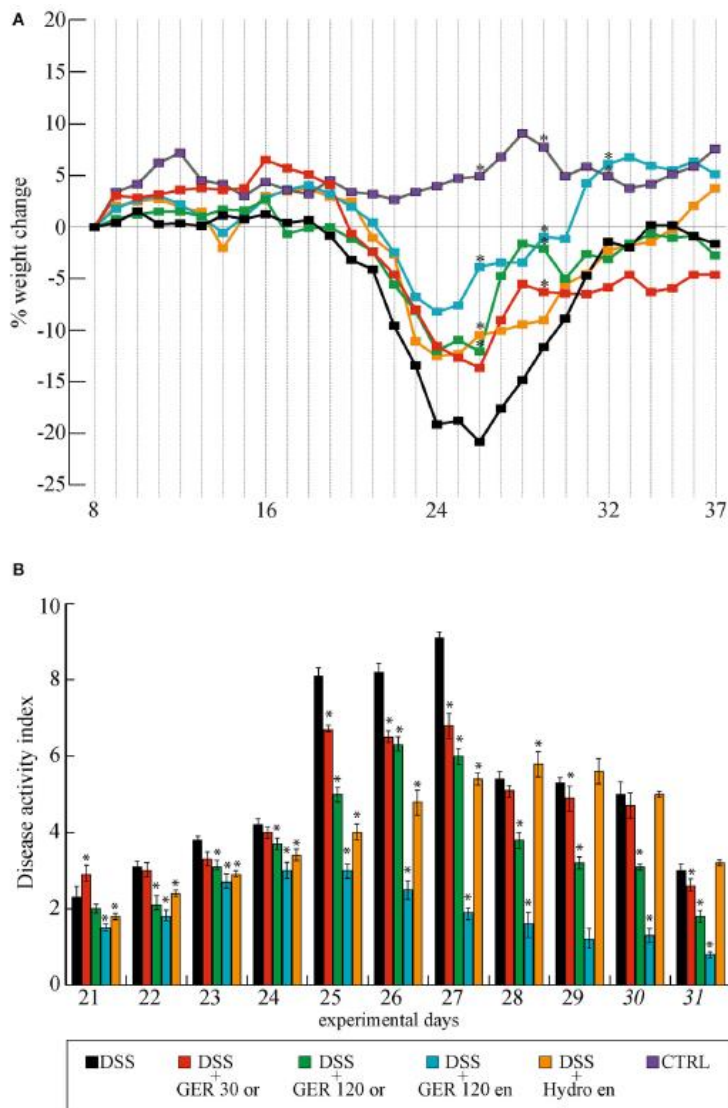 A
20
15
10
5
0
-5
-10
-15
-20
-25
% weight change
* * *
* *
* *
*
*
*
8 16 24 32 37
B
10
8
6
4
2
0
Disease activity index
21 22 23 24 25 26 27 28 29 30 31
experimental days
DSS DSS DSS DSS DSS CTRL
+ + + +
GER 30 or GER 120 or GER 120 en Hydro en